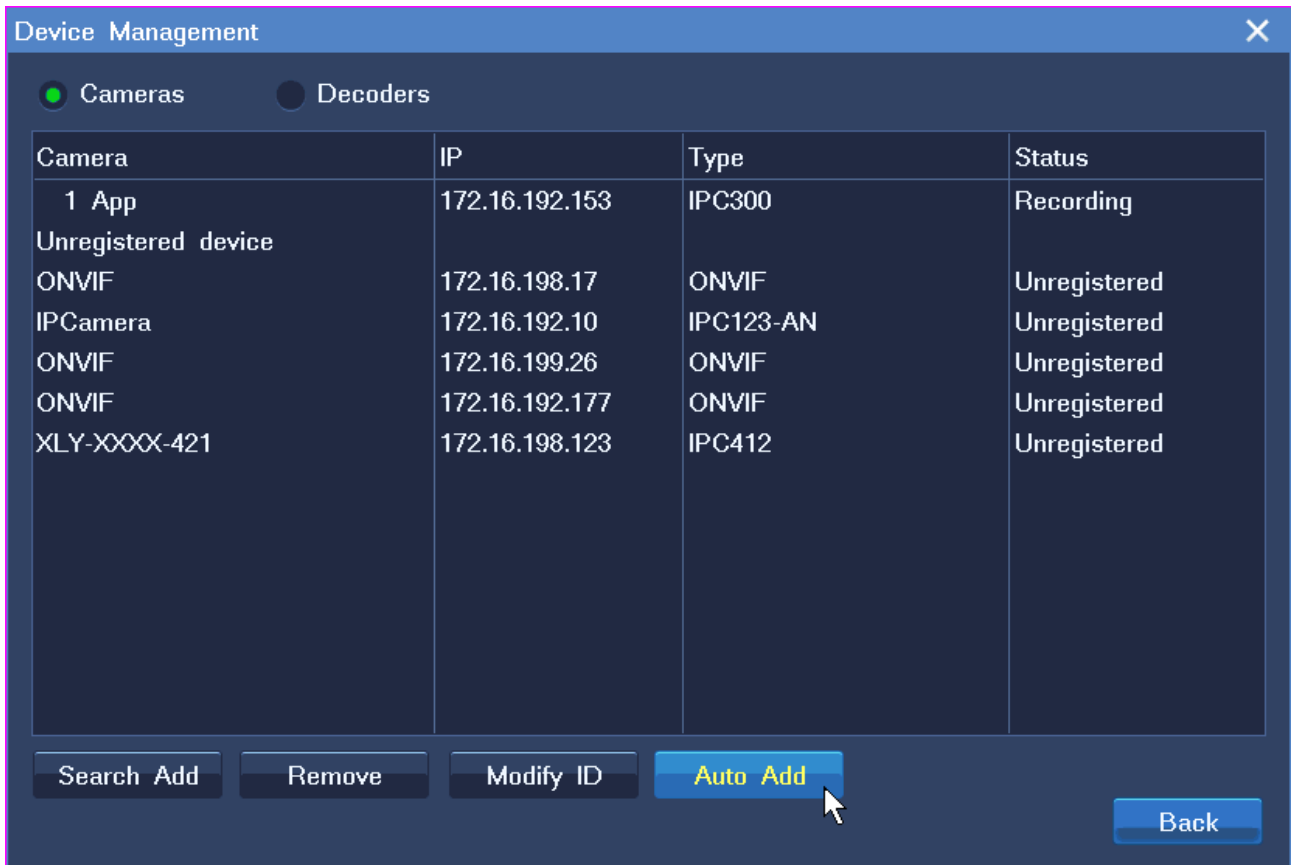 Device Management
Cameras Decoders
Camera IP Type Status
1 App 172.16.192.153 IPC300 Recording
Unregistered device
ONVIF 172.16.198.17 ONVIF Unregistered
IPCamera 172.16.192.10 IPC123-AN Unregistered
ONVIF 172.16.199.26 ONVIF Unregistered
ONVIF 172.16.192.177 ONVIF Unregistered
XLY-XXXX-421 172.16.198.123 IPC412 Unregistered
Search Add Remove Modify ID Auto Add
Back